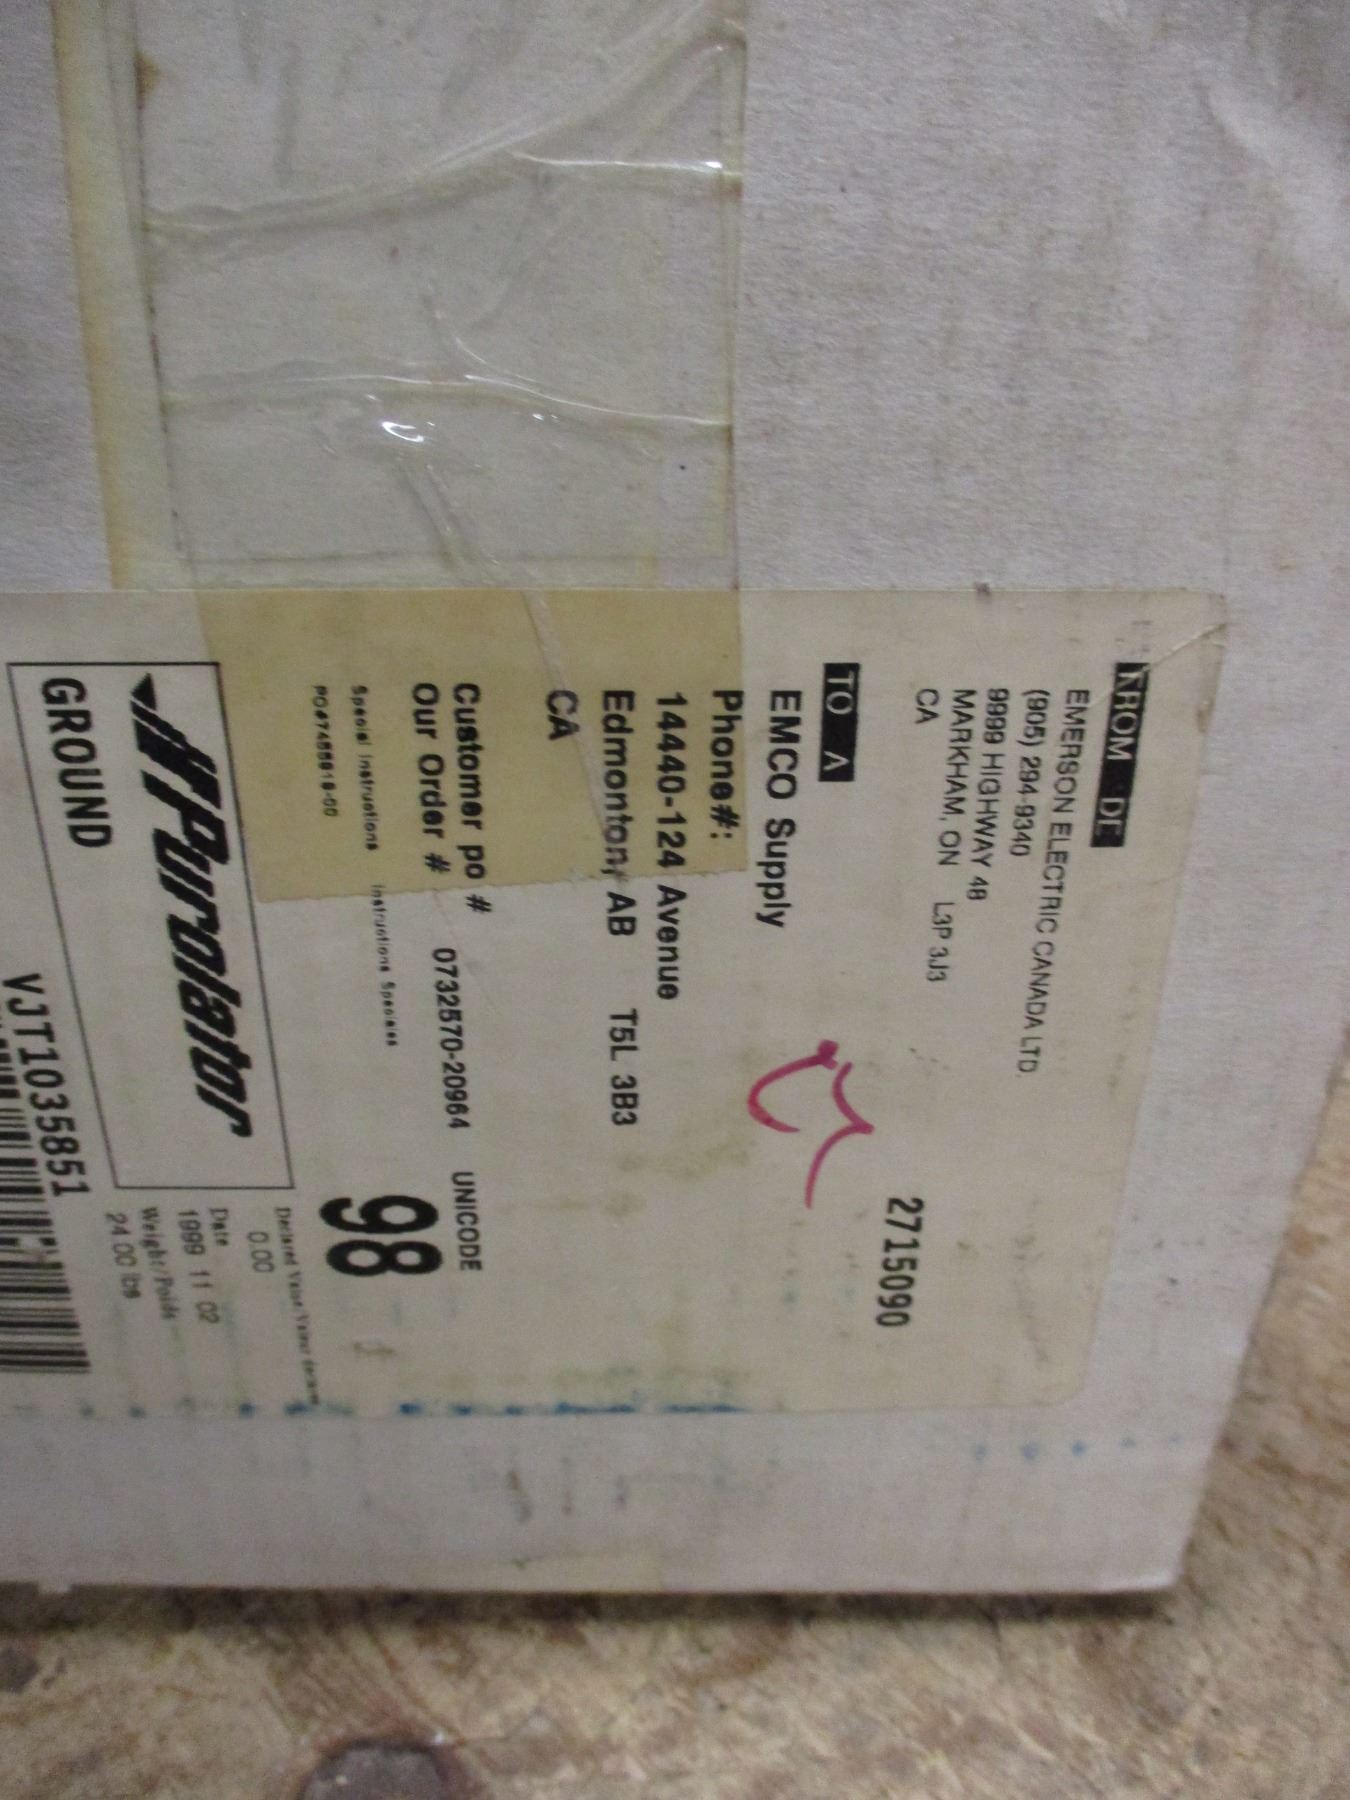 FROM DE
EMERSON ELECTRIC CANADA LTD.
(905) 294-9340
9999 HIGHWAY 48
MARKHAM, ON L3P 3J3
CA
2715090
TO A
EMCO Supply
Phone#:
14440-124 Avenue
Edmonton, AB T5L 3B3
CA
Customer po #
Our Order # 0732570-20964
UNICODE
98
Special Instructions Instructions Speciales
Purolator
GROUND
Declared Value/Valeur
0.00
Date
1999 11 02
Weight/Poids
24.00 lbs
VJT1035851